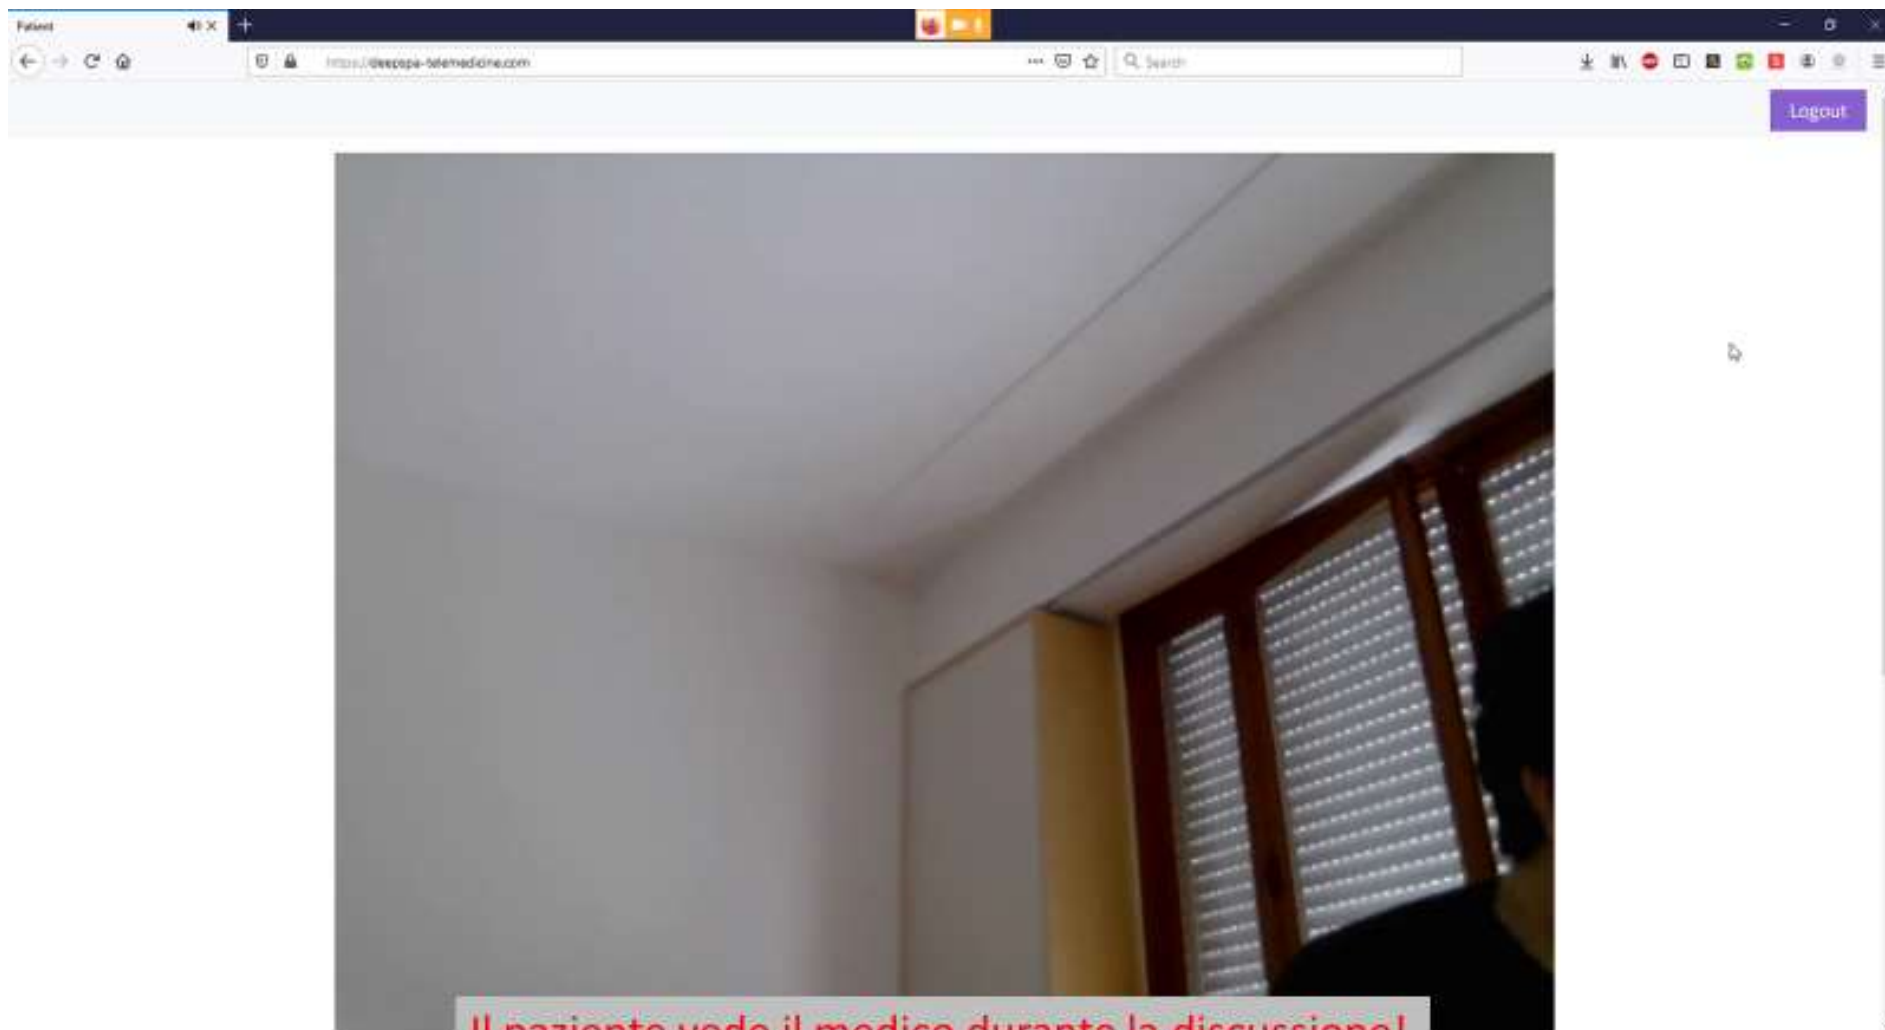 Patient
https://deepspa-telemedicine.com
Search
Logout
Il paziente vede il medico durante la discussione!